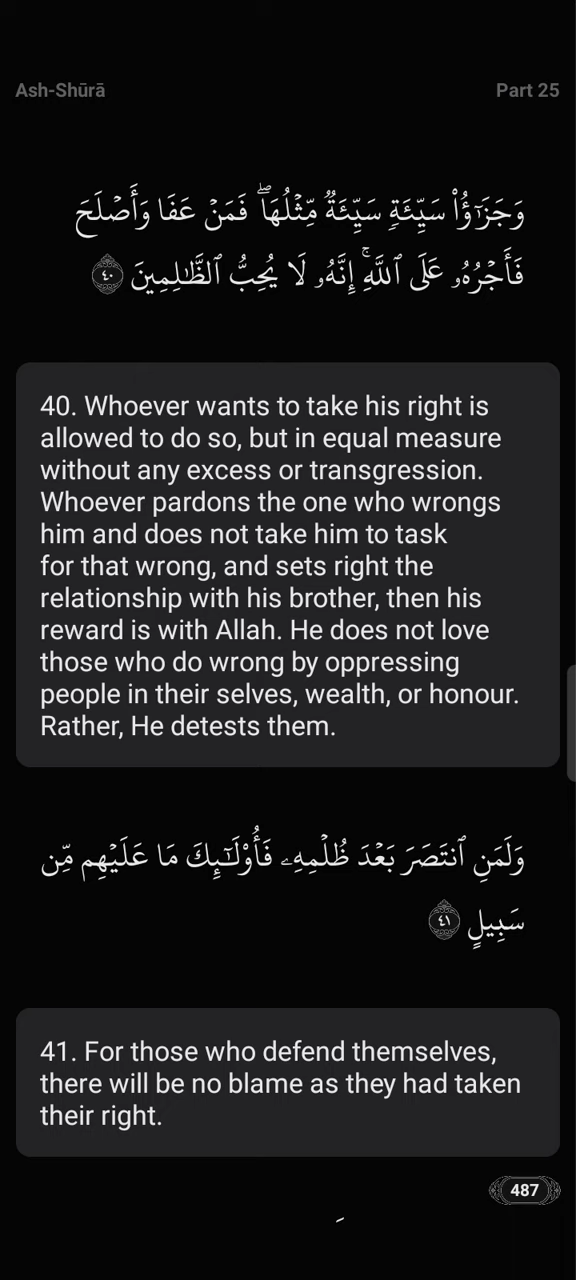 Ash-Shūrā
Part 25
وَجَزَٰٓؤُاْ سَيِّئَةٖ سَيِّئَةٞ مِّثۡلُهَاۖ فَمَنۡ عَفَا وَأَصۡلَحَ
فَأَجۡرُهُۥ عَلَى ٱللَّهِۚ إِنَّهُۥ لَا يُحِبُّ ٱلظَّٰلِمِينَ ٤٠
40. Whoever wants to take his right is
allowed to do so, but in equal measure
without any excess or transgression.
Whoever pardons the one who wrongs
him and does not take him to task
for that wrong, and sets right the
relationship with his brother, then his
reward is with Allah. He does not love
those who do wrong by oppressing
people in their selves, wealth, or honour.
Rather, He detests them.
وَلَمَنِ ٱنتَصَرَ بَعۡدَ ظُلۡمِهِۦ فَأُوْلَٰٓئِكَ مَا عَلَيۡهِم مِّن
سَبِيلٍ ٤١
41. For those who defend themselves,
there will be no blame as they had taken
their right.
487